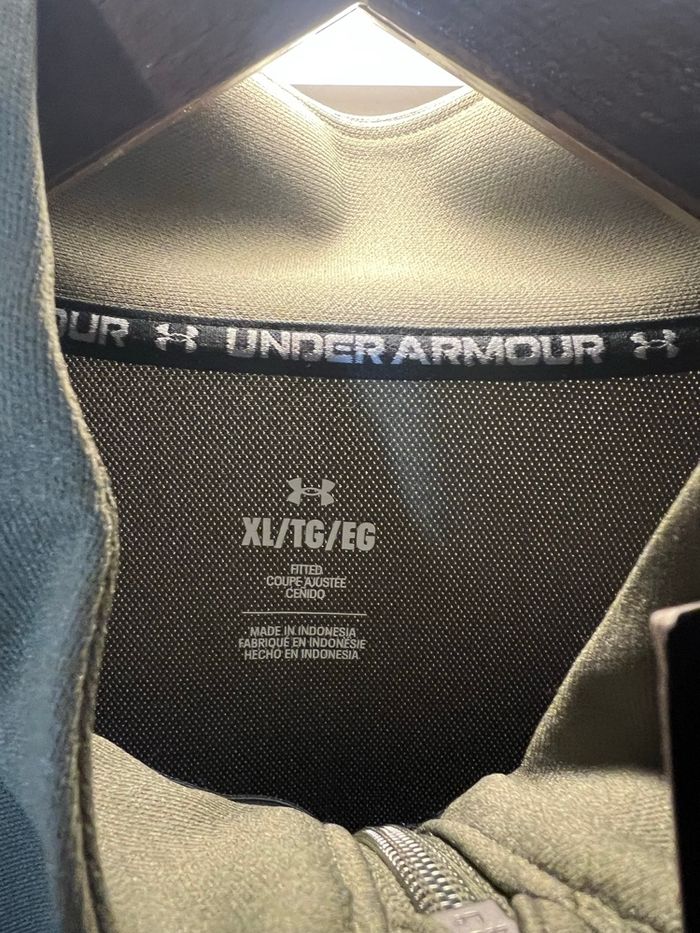 OUR UNDER ARMOUR
XL/TG/EG
FITTED
COUPE AJUSTÉE
CEÑIDO
MADE IN INDONESIA
FABRIQUÉ EN INDONÉSIE
HECHO EN INDONESIA